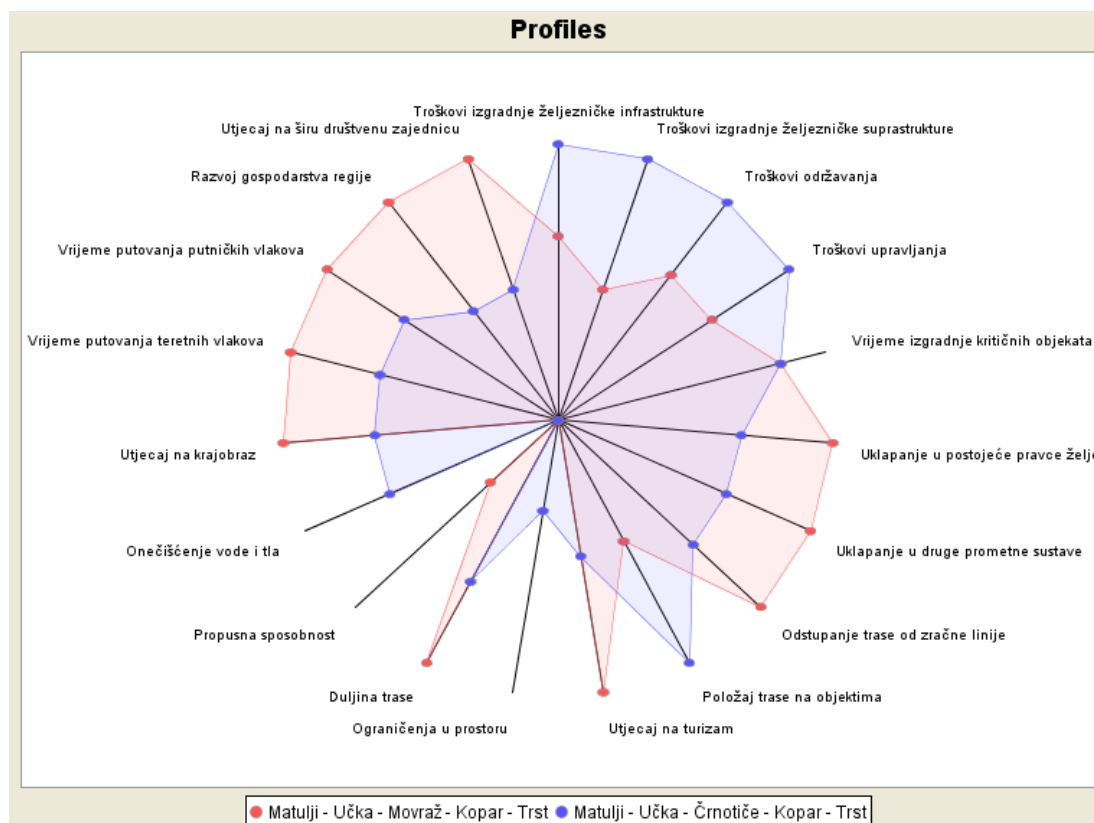 Profiles
Troškovi izgradnje željezničke infrastrukture
Utjecaj na širu društvenu zajednicu
Troškovi izgradnje željezničke suprastrukture
Razvoj gospodarstva regije
Troškovi održavanja
Vrijeme putovanja putničkih vlakova
Troškovi upravljanja
Vrijeme putovanja teretnih vlakova
Vrijeme izgradnje kritičnih objekata
Utjecaj na krajobraz
Uklapanje u postojeće pravce
Onečišćenje vode i tla
Uklapanje u druge prometne sustave
Propusna sposobnost
Odstupanje trase od zračne linije
Duljina trase
Položaj trase na objektima
Ograničenja u prostoru
Utjecaj na turizam
Matulji - Učka - Movraž - Kopar - Trst
Matulji - Učka - Črnotiče - Kopar - Trst